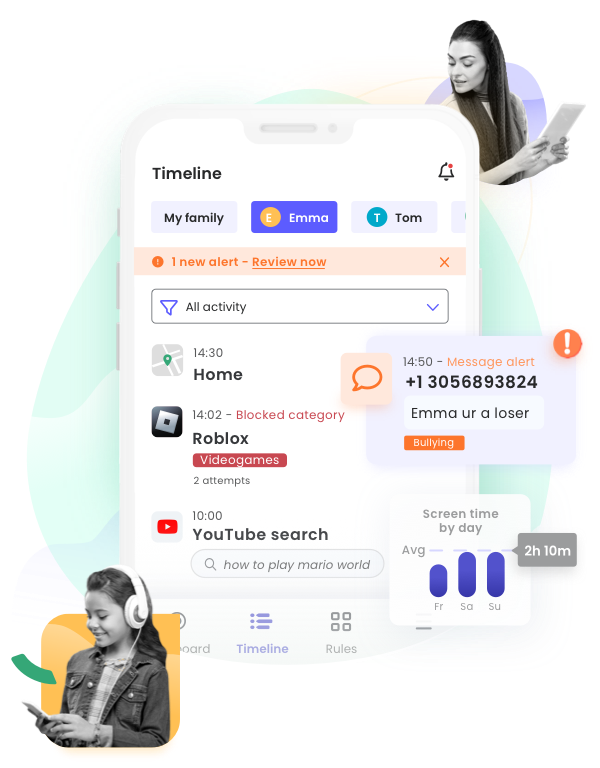 Timeline
My family
E Emma
T Tom
1 new alert - Review now
All activity
14:30
Home
14:50 - Message alert
+1 3056893824
Emma ur a loser
Bullying
14:02 - Blocked category
Roblox
Videogames
2 attempts
10:00
YouTube search
how to play mario world
Screen time
by day
Avg
2h 10m
Fr Sa Su
Timeline
Rules